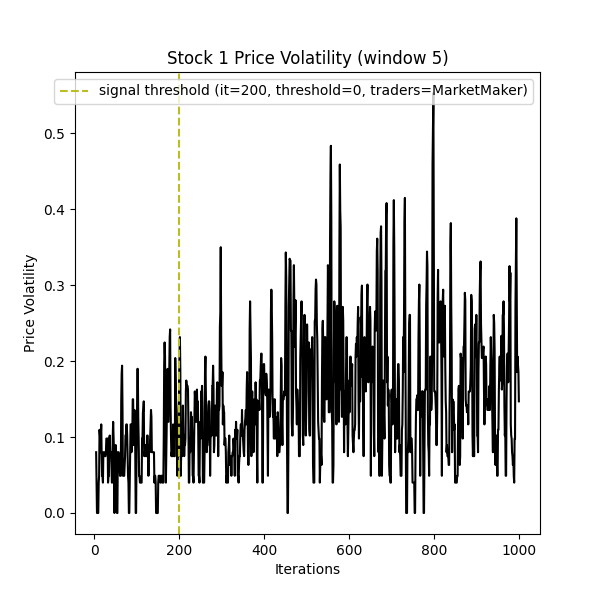 Stock 1 Price Volatility (window 5)
signal threshold (it=200, threshold=0, traders=MarketMaker)
Price Volatility
0.5
0.4
0.3
0.2
0.1
0.0
0 200 400 600 800 1000
Iterations